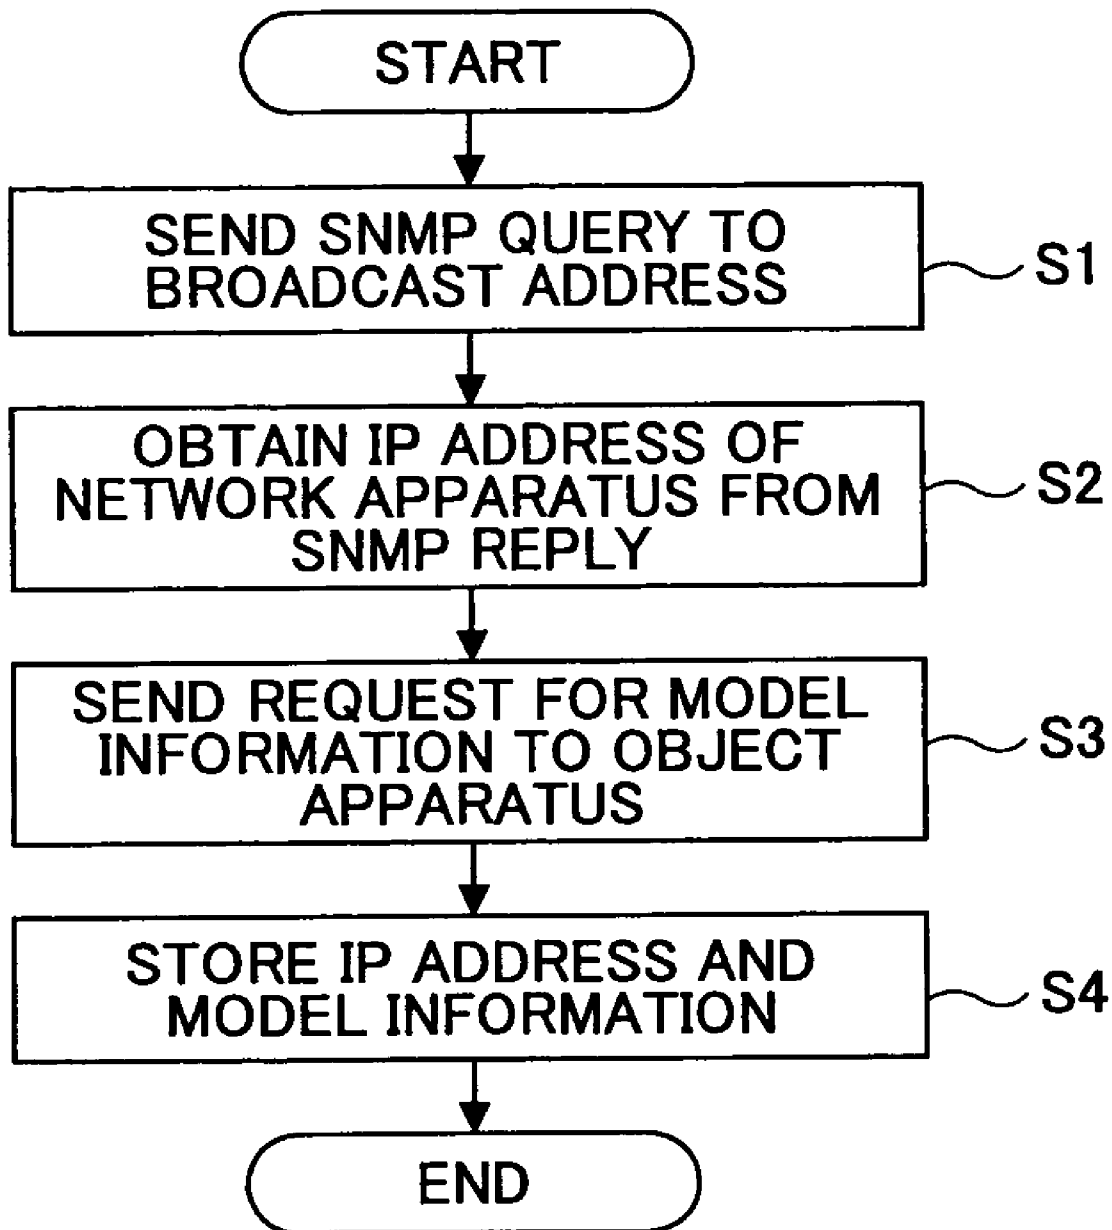 START
SEND SNMP QUERY TO
BROADCAST ADDRESS
S1
OBTAIN IP ADDRESS OF
NETWORK APPARATUS FROM
SNMP REPLY
S2
SEND REQUEST FOR MODEL
INFORMATION TO OBJECT
APPARATUS
S3
STORE IP ADDRESS AND
MODEL INFORMATION
S4
END